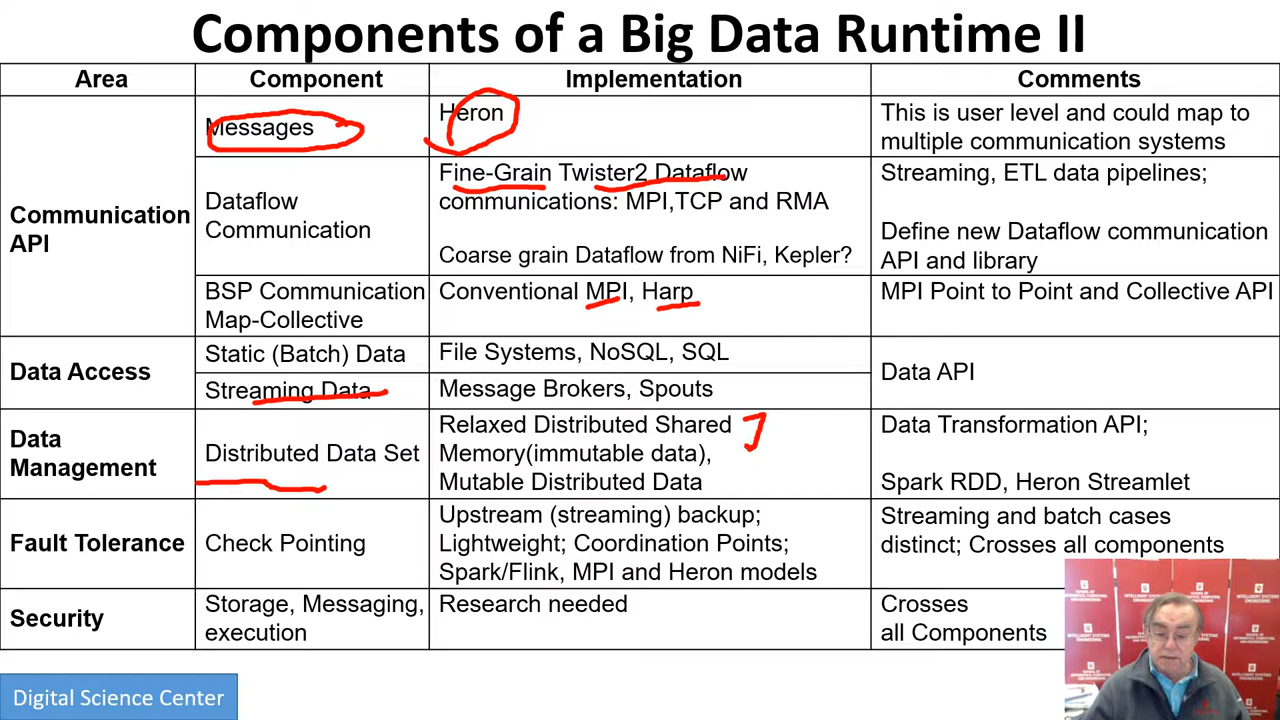 Components of a Big Data Runtime II
Area Component Implementation Comments
Communication API
Messages
Heron
This is user level and could map to
multiple communication systems
Dataflow
Communication
Fine-Grain Twister2 Dataflow
communications: MPI,TCP and RMA
Coarse grain Dataflow from NiFi, Kepler?
Streaming, ETL data pipelines;
Define new Dataflow communication
API and library
BSP Communication
Map-Collective
Conventional MPI, Harp
MPI Point to Point and Collective API
Data Access
Static (Batch) Data
File Systems, NoSQL, SQL
Data API
Streaming Data
Message Brokers, Spouts
Data
Management
Distributed Data Set
Relaxed Distributed Shared
Memory(immutable data),
Mutable Distributed Data
Data Transformation API;
Spark RDD, Heron Streamlet
Fault Tolerance
Check Pointing
Upstream (streaming) backup;
Lightweight; Coordination Points;
Spark/Flink, MPI and Heron models
Streaming and batch cases
distinct; Crosses all components
Security
Storage, Messaging,
execution
Research needed
Crosses
all Components
Digital Science Center